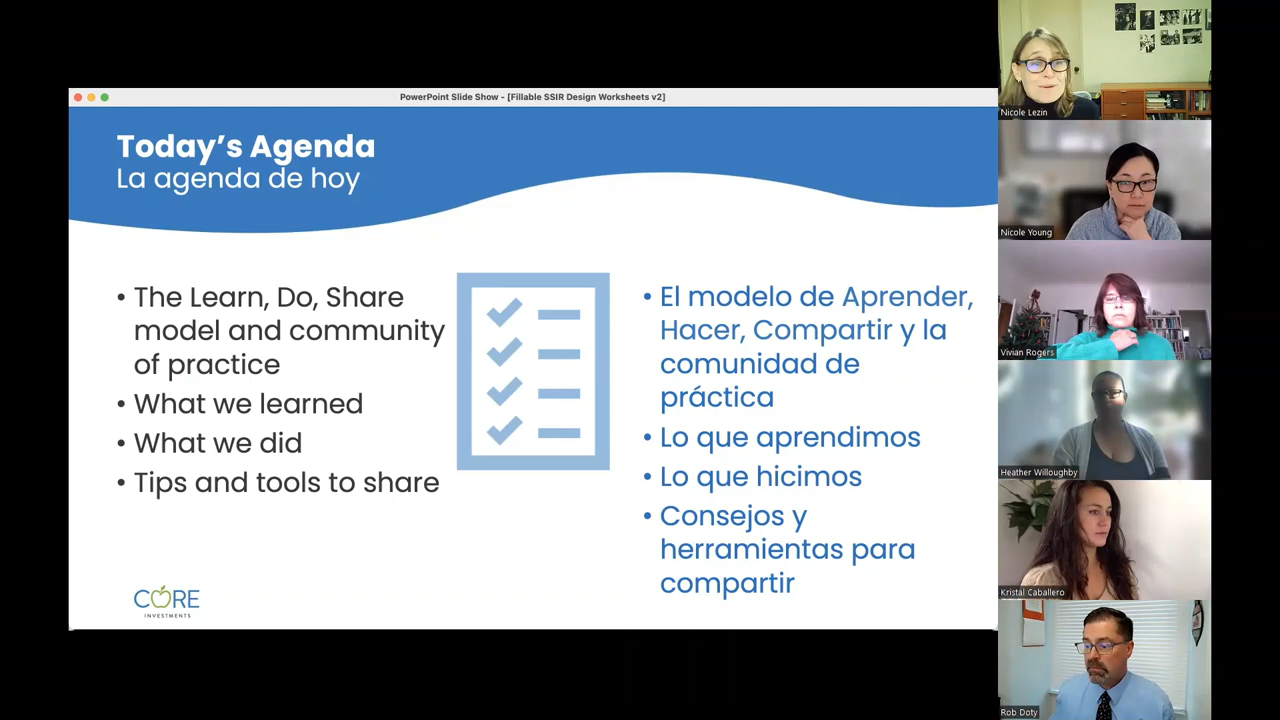 PowerPoint Slide Show - [Fillable SSIR Design Worksheets v2]
Today's Agenda
La agenda de hoy
• The Learn, Do, Share
model and community
of practice
• What we learned
• What we did
• Tips and tools to share
• El modelo de Aprender,
Hacer, Compartir y la
comunidad de
práctica
• Lo que aprendimos
• Lo que hicimos
• Consejos y
herramientas para
compartir
CORE
INVESTMENTS
Nicole Lezin
Nicole Young
Vivian Rogers
Heather Willoughby
Kristal Caballero
Rob Doty